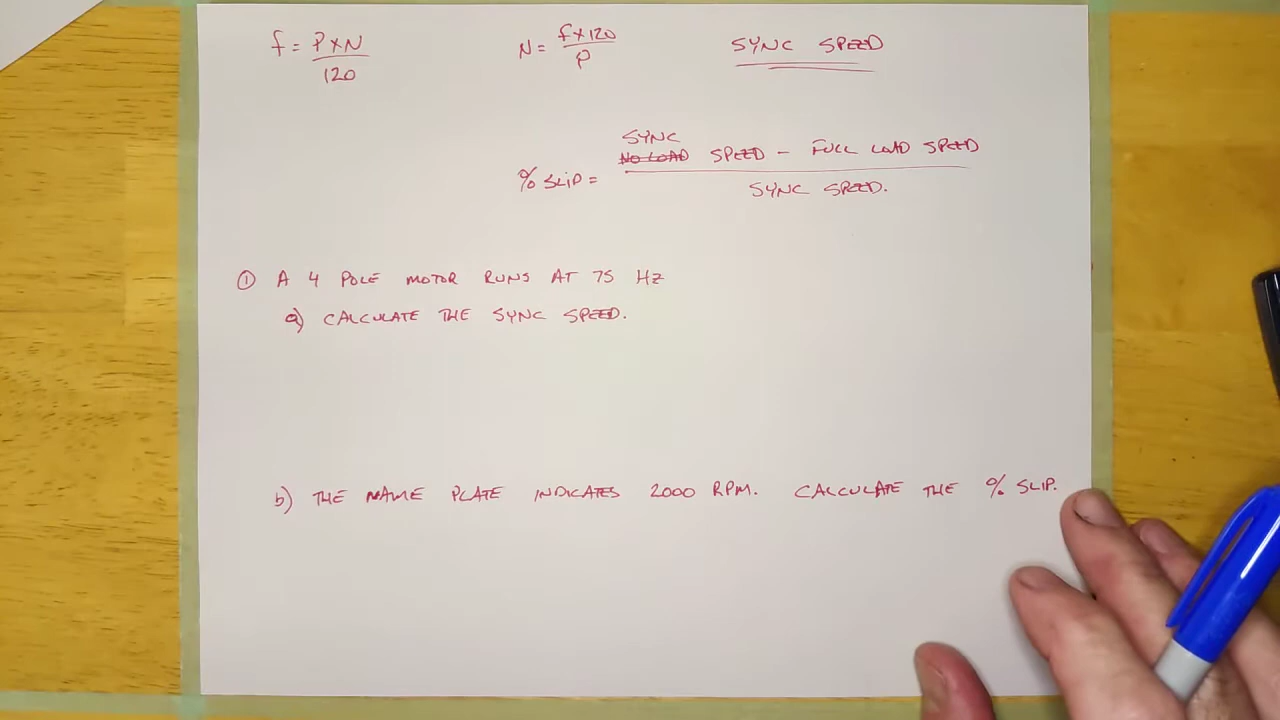 f = P X N / 120
N = f X 120 / P
SYNC SPEED
SYNC
% SLIP = NO LOAD SPEED - FULL LOAD SPEED / SYNC SPEED.
① A 4 POLE MOTOR RUNS AT 75 HZ
a) CALCULATE THE SYNC SPEED.
b) THE NAME PLATE INDICATES 2000 RPM. CALCULATE THE % SLIP.